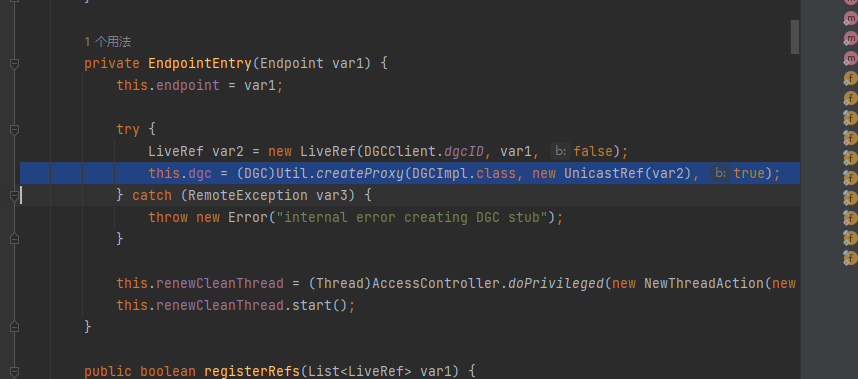 }
1 个用法
private EndpointEntry(Endpoint var1) {
this.endpoint = var1;
try {
LiveRef var2 = new LiveRef(DGCClient.dgcID, var1, b: false);
this.dgc = (DGC)Util.createProxy(DGCImpl.class, new UnicastRef(var2), b: true);
} catch (RemoteException var3) {
throw new Error("internal error creating DGC stub");
}
this.renewCleanThread = (Thread)AccessController.doPrivileged(new NewThreadAction(new
this.renewCleanThread.start();
}
public boolean registerRefs(List<LiveRef> var1) {
m
m
m
m
f
f
f
f
f
f
f
f
f
f